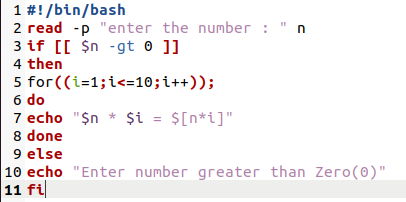 1 #!/bin/bash
2 read -p "enter the number : " n
3 if [[ $n -gt 0 ]]
4 then
5 for((i=1;i<=10;i++));
6 do
7 echo "$n * $i = $[n*i]"
8 done
9 else
10 echo "Enter number greater than Zero(0)"
11 fi